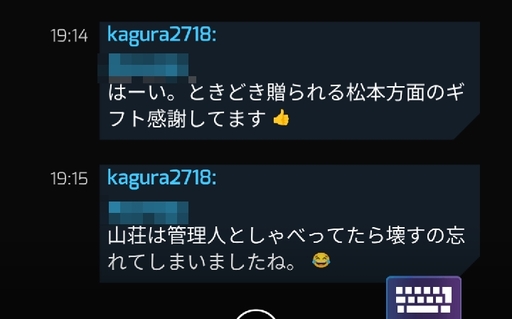 19:14
kagura2718:
はーい。ときどき贈られる松本方面のギ
フト感謝してます 👍
19:15
kagura2718:
山荘は管理人としゃべってたら壊すの忘
れてしまいましたね。 😂